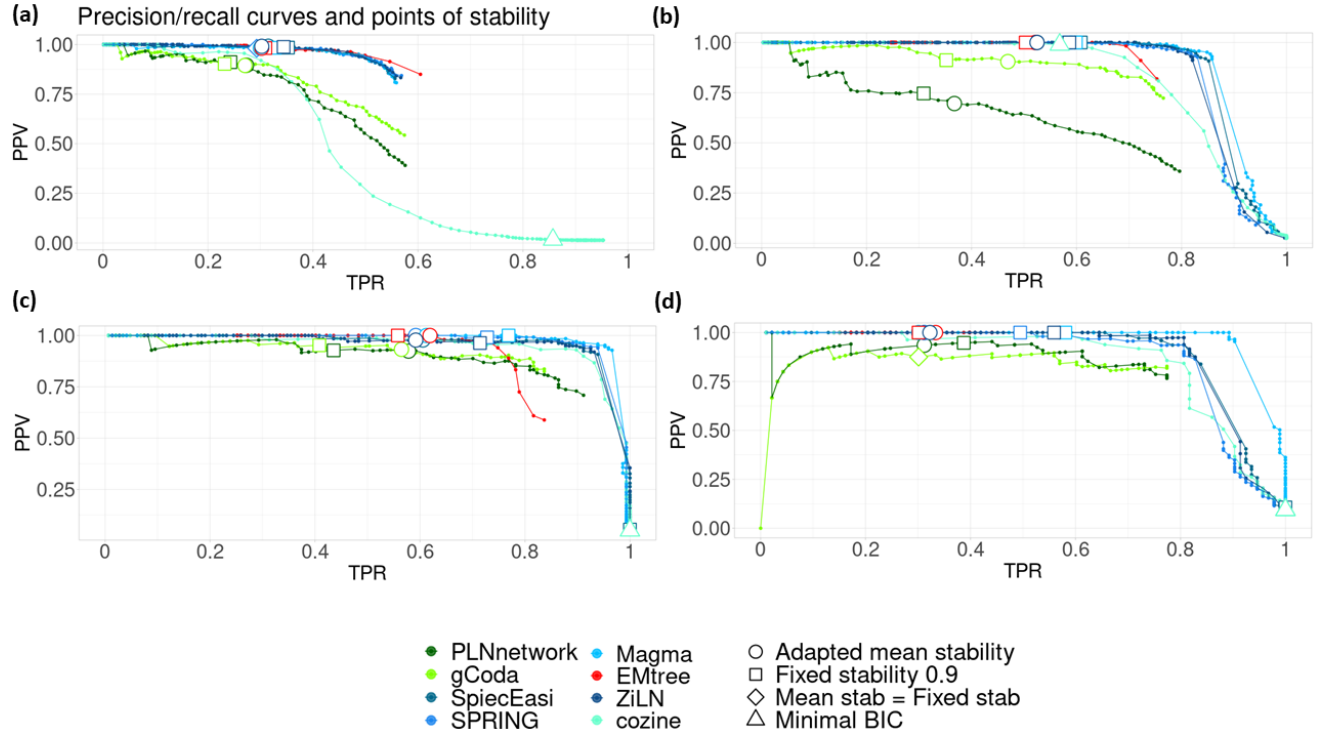 (a) Precision/recall curves and points of stability
1.00
0.75
PPV
0.50
0.25
0.00
0 0.2 0.4 0.6 0.8 1
TPR
(b)
1.00
0.75
PPV
0.50
0.25
0.00
0 0.2 0.4 0.6 0.8 1
TPR
(c)
1.00
0.75
PPV
0.50
0.25
0 0.2 0.4 0.6 0.8 1
TPR
(d)
1.00
0.75
PPV
0.50
0.25
0.00
0 0.2 0.4 0.6 0.8 1
TPR
PLNnetwork
gCoda
SpiecEasi
SPRING
Magma
EMtree
ZiLN
cozine
Adapted mean stability
Fixed stability 0.9
Mean stab = Fixed stab
Minimal BIC